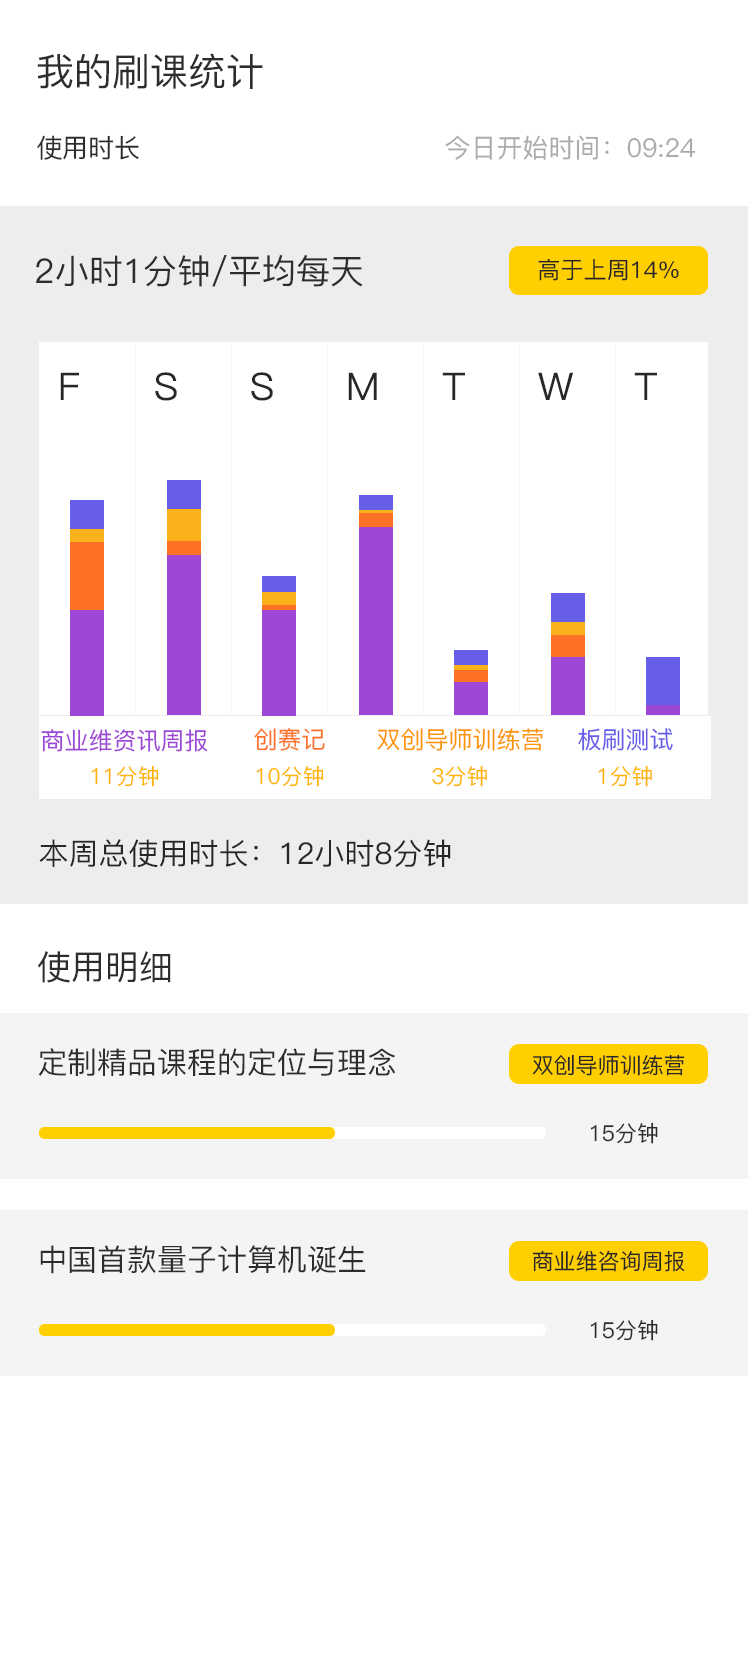 我的刷课统计
使用时长 今日开始时间：09:24
2小时1分钟/平均每天 高于上周14%
F S S M T W T
商业维资讯周报 创赛记 双创导师训练营 板刷测试
11分钟 10分钟 3分钟 1分钟
本周总使用时长：12小时8分钟
使用明细
定制精品课程的定位与理念 双创导师训练营
15分钟
中国首款量子计算机诞生 商业维咨询周报
15分钟